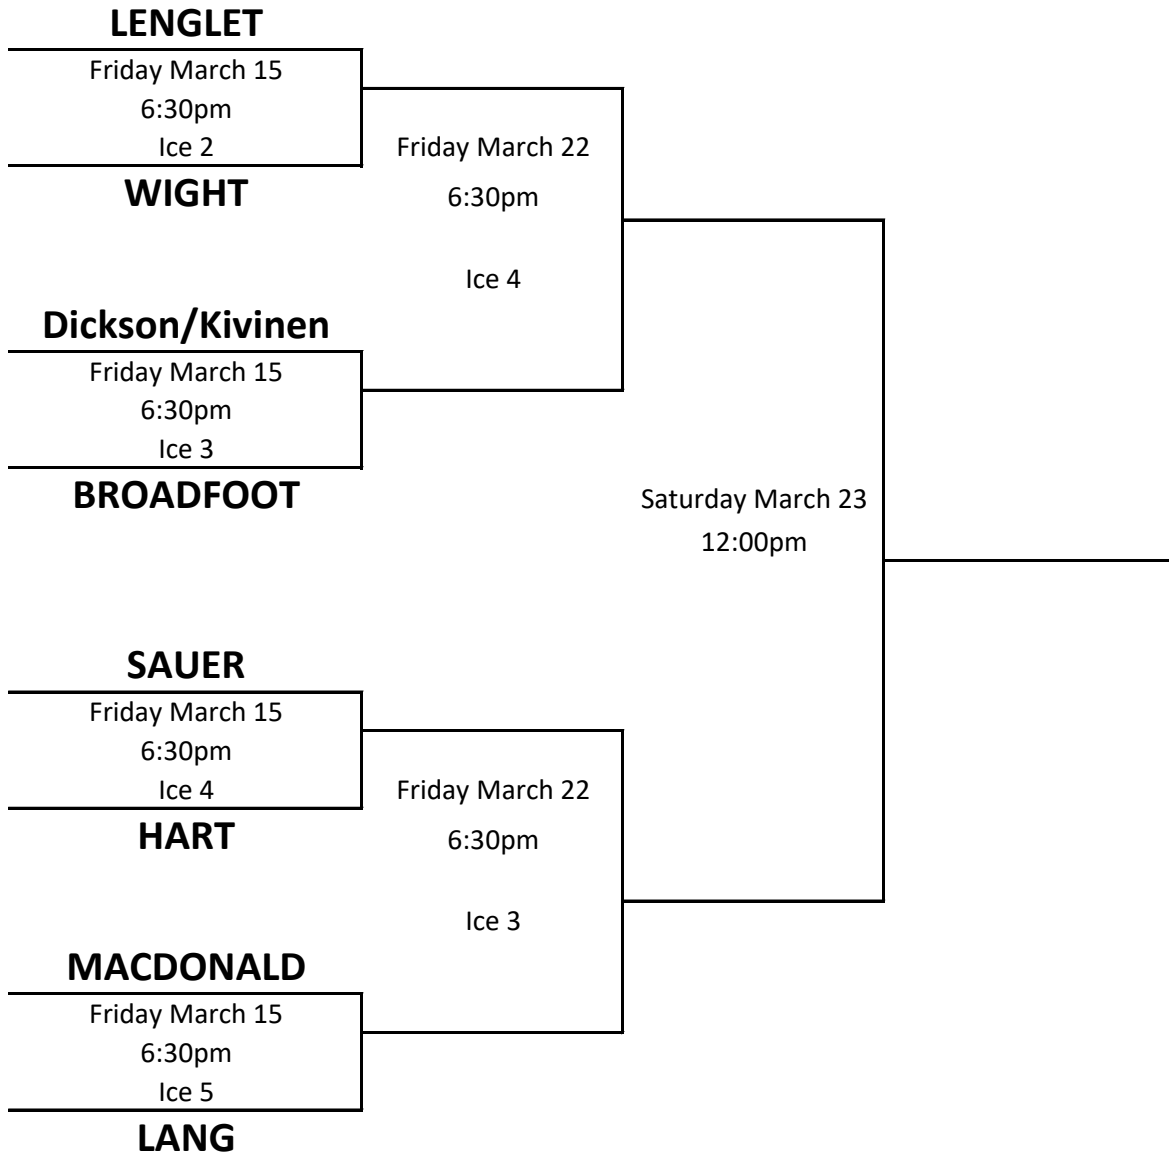 LENGLET
Friday March 15
6:30pm
Ice 2
WIGHT
Friday March 22
6:30pm
Ice 4
Dickson/Kivinen
Friday March 15
6:30pm
Ice 3
BROADFOOT
Saturday March 23
12:00pm
SAUER
Friday March 15
6:30pm
Ice 4
HART
Friday March 22
6:30pm
Ice 3
MACDONALD
Friday March 15
6:30pm
Ice 5
LANG